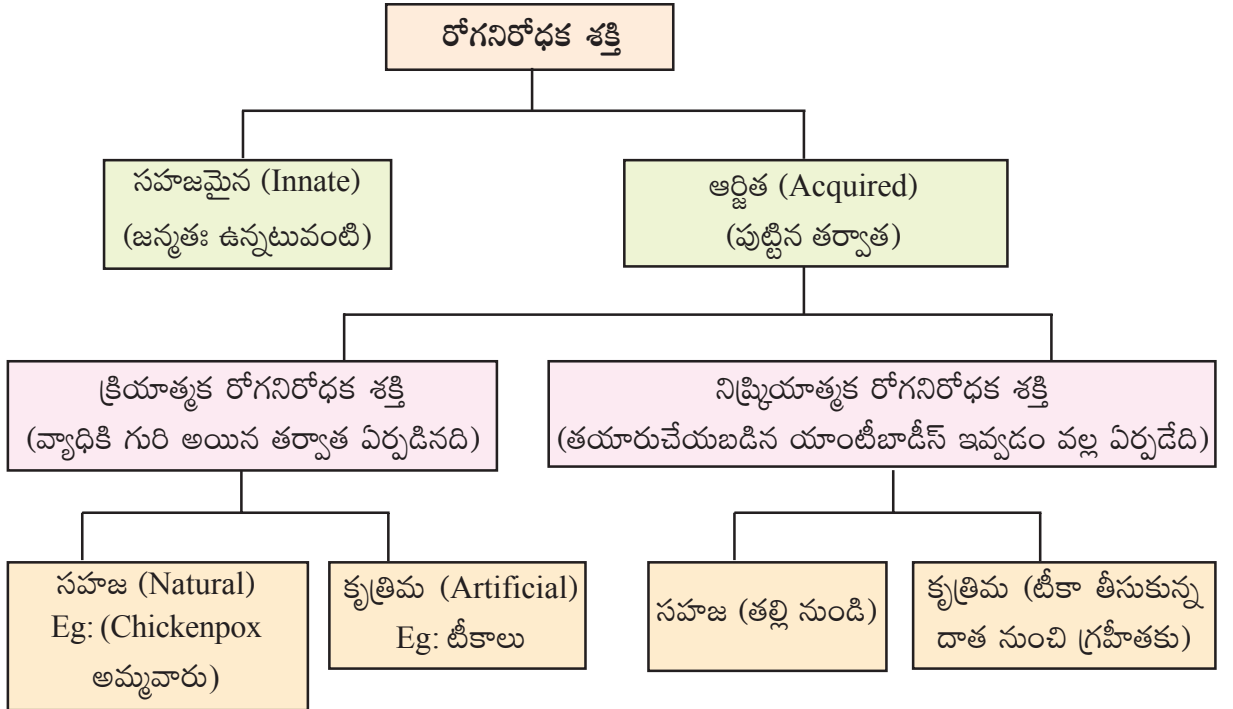 రోగనిరోధక శక్తి
సహజమైన (Innate)
(జన్మతః ఉన్నటువంటి)
ఆర్జిత (Acquired)
(పుట్టిన తర్వాత)
క్రియాత్మక రోగనిరోధక శక్తి
(వ్యాధికి గురి అయిన తర్వాత ఏర్పడినది)
నిష్క్రియాత్మక రోగనిరోధక శక్తి
(తయారుచేయబడిన యాంటీబాడీస్ ఇవ్వడం వల్ల ఏర్పడేది)
సహజ (Natural)
Eg: (Chickenpox
అమ్మవారు)
కృత్రిమ (Artificial)
Eg: టీకాలు
సహజ (తల్లి నుండి)
కృత్రిమ (టీకా తీసుకున్న
దాత నుంచి గ్రహీతకు)